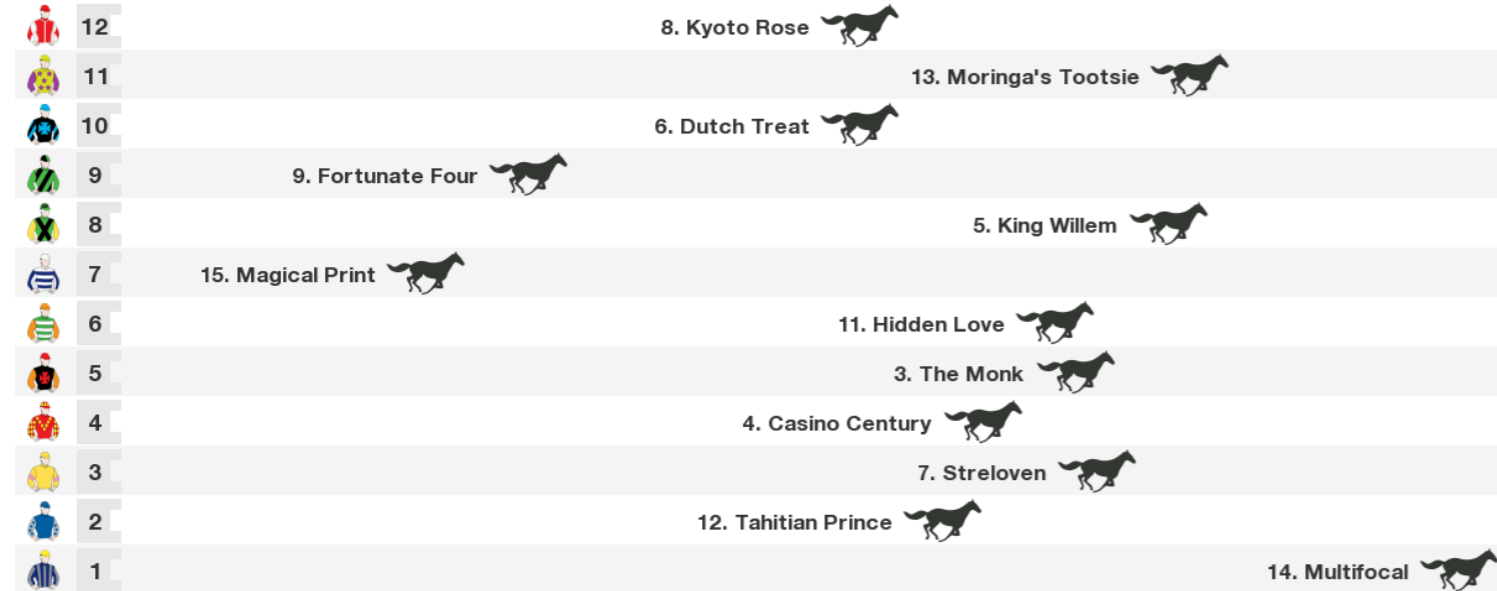 12 8. Kyoto Rose
11 13. Moringa's Tootsie
10 6. Dutch Treat
9 9. Fortunate Four
8 5. King Willem
7 15. Magical Print
6 11. Hidden Love
5 3. The Monk
4 4. Casino Century
3 7. Streloven
2 12. Tahitian Prince
1 14. Multifocal